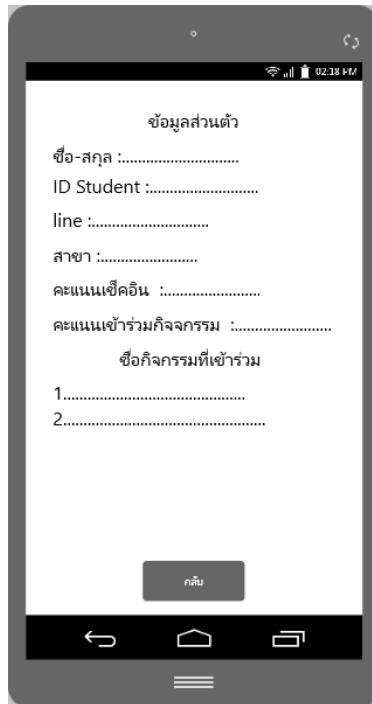 02:18 PM
ข้อมูลส่วนตัว
ชื่อ-สกุล :.............................
ID Student :...........................
line :.............................
สาขา :........................
คะแนนเช็คอิน :........................
คะแนนเข้าร่วมกิจจกรรม :........................
ชื่อกิจกรรมที่เข้าร่วม
1.............................................
2..................................................
กลับ